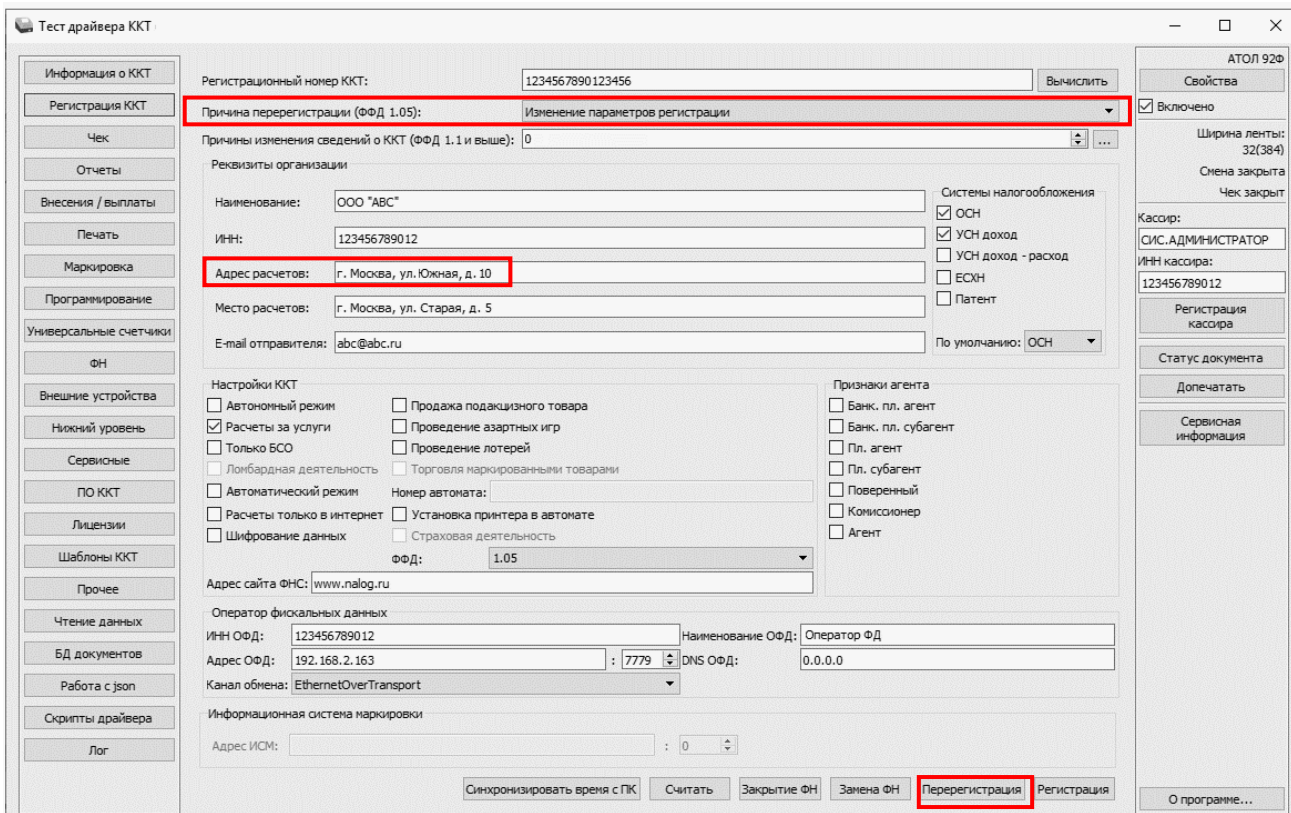 Тест драйвера ККТ
Информация о ККТ
Регистрация ККТ
Чек
Отчеты
Внесения / выплаты
Печать
Маркировка
Программирование
Универсальные счетчики
ФН
Внешние устройства
Нижний уровень
Сервисные
ПО ККТ
Лицензии
Шаблоны ККТ
Прочее
Чтение данных
БД документов
Работа с json
Скрипты драйвера
Лог
Регистрационный номер ККТ: 1234567890123456 Вычислить
Причина перерегистрации (ФФД 1.05): Изменение параметров регистрации
Причины изменения сведений о ККТ (ФФД 1.1 и выше): 0 ...
Реквизиты организации
Наименование: ООО "АВС"
ИНН: 123456789012
Адрес расчетов: г. Москва, ул. Южная, д. 10
Место расчетов: г. Москва, ул. Старая, д. 5
E-mail отправителя: abc@abc.ru
Системы налогообложения
ОСН
УСН доход
УСН доход - расход
ЕСХН
Патент
По умолчанию: ОСН
Настройки ККТ
Автономный режим Продажа подакцизного товара
Расчеты за услуги Проведение азартных игр
Только БСО Проведение лотерей
Ломбардная деятельность Торговля маркированными товарами
Автоматический режим Номер автомата:
Расчеты только в интернет Установка принтера в автомате
Шифрование данных Страховая деятельность
ФФД: 1.05
Адрес сайта ФНС: www.nalog.ru
Признаки агента
Банк. пл. агент
Банк. пл. субагент
Пл. агент
Пл. субагент
Поверенный
Комиссионер
Агент
Оператор фискальных данных
ИНН ОФД: 123456789012 Наименование ОФД: Оператор ФД
Адрес ОФД: 192.168.2.163 : 7779 DNS ОФД: 0.0.0.0
Канал обмена: EthernetOverTransport
Информационная система маркировки
Адрес ИСМ: : 0
Синхронизировать время с ПК Считать Закрытие ФН Замена ФН Перерегистрация Регистрация
АТОЛ 92Ф
Свойства
Включено
Ширина ленты:
32(384)
Смена закрыта
Чек закрыт
Кассир:
СИС.АДМИНИСТРАТОР
ИНН кассира:
123456789012
Регистрация
кассира
Статус документа
Допечатать
Сервисная
информация
О программе...